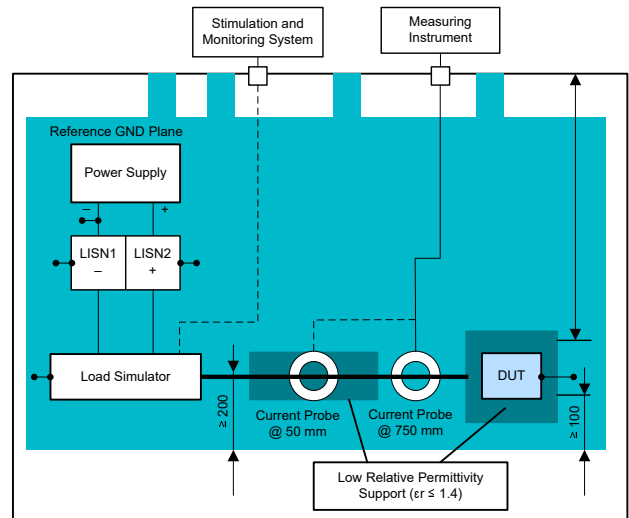 Stimulation and
Monitoring System
Measuring
Instrument
Reference GND Plane
Power Supply
– +
LISN1 LISN2
– +
Load Simulator
DUT
≥ 200
Current Probe
@ 50 mm
Current Probe
@ 750 mm
≥ 100
Low Relative Permittivity
Support (εr ≤ 1.4)